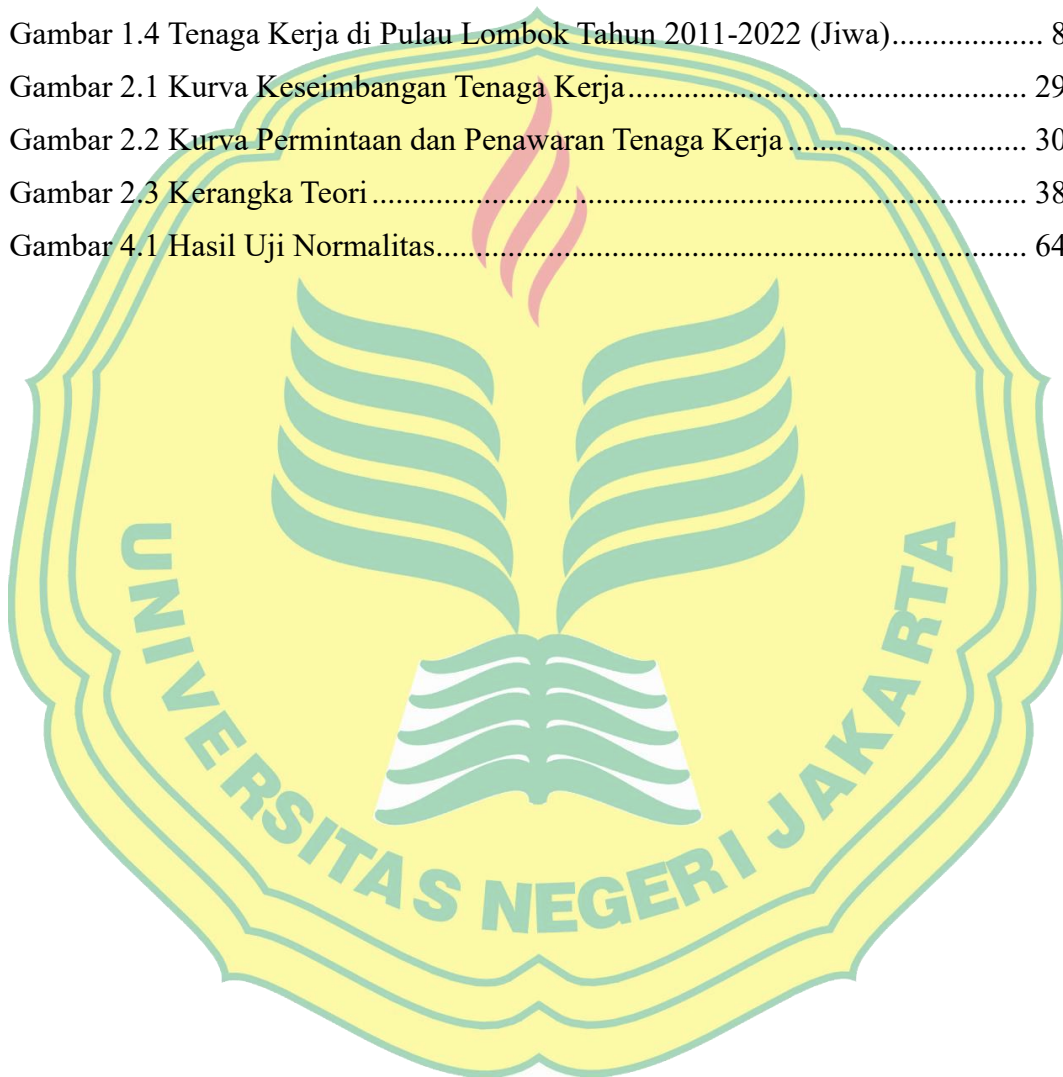 Gambar 1.4 Tenaga Kerja di Pulau Lombok Tahun 2011-2022 (Jiwa)................... 8
Gambar 2.1 Kurva Keseimbangan Tenaga Kerja................................................... 29
Gambar 2.2 Kurva Permintaan dan Penawaran Tenaga Kerja.............................. 30
Gambar 2.3 Kerangka Teori................................................................................... 38
Gambar 4.1 Hasil Uji Normalitas........................................................................... 64
UNIVERSITAS NEGERI JAKARTA